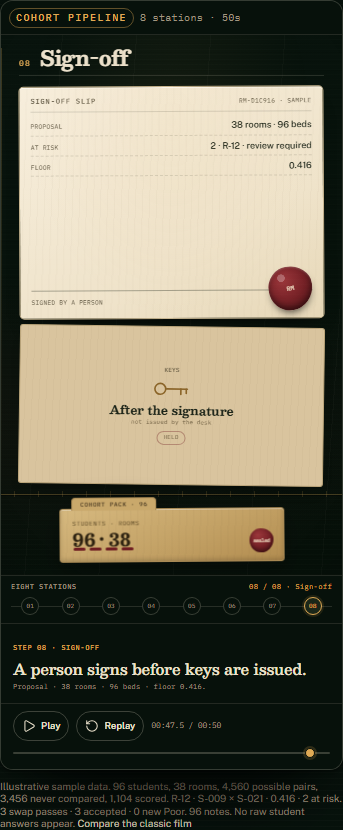 COHORT PIPELINE 8 stations · 50s
08 Sign-off
SIGN-OFF SLIP RM-D1C916 · SAMPLE
PROPOSAL 38 rooms · 96 beds
AT RISK 2 · R-12 · review required
FLOOR 0.416
RM
SIGNED BY A PERSON
KEYS
After the signature
not issued by the desk
HELD
COHORT PACK · 96
STUDENTS · ROOMS
96 · 38
sealed
EIGHT STATIONS 08 / 08 · Sign-off
01 02 03 04 05 06 07 08
STEP 08 · SIGN-OFF
A person signs before keys are issued.
Proposal · 38 rooms · 96 beds · floor 0.416.
Play Replay 00:47.5 / 00:50
Illustrative sample data. 96 students, 38 rooms, 4,560 possible pairs,
3,456 never compared, 1,104 scored. R-12 · S-009 × S-021 · 0.416 · 2 at risk.
3 swap passes · 3 accepted · 0 new Poor. 96 notes. No raw student
answers appear. Compare the classic film